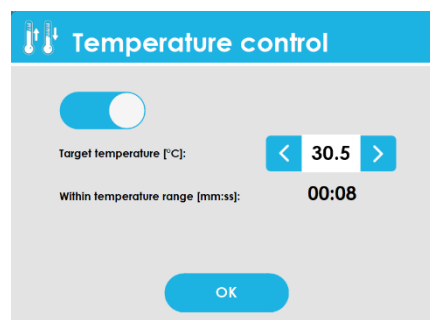 Temperature control
Target temperature [°C]:
30.5
Within temperature range [mm:ss]:
00:08
OK